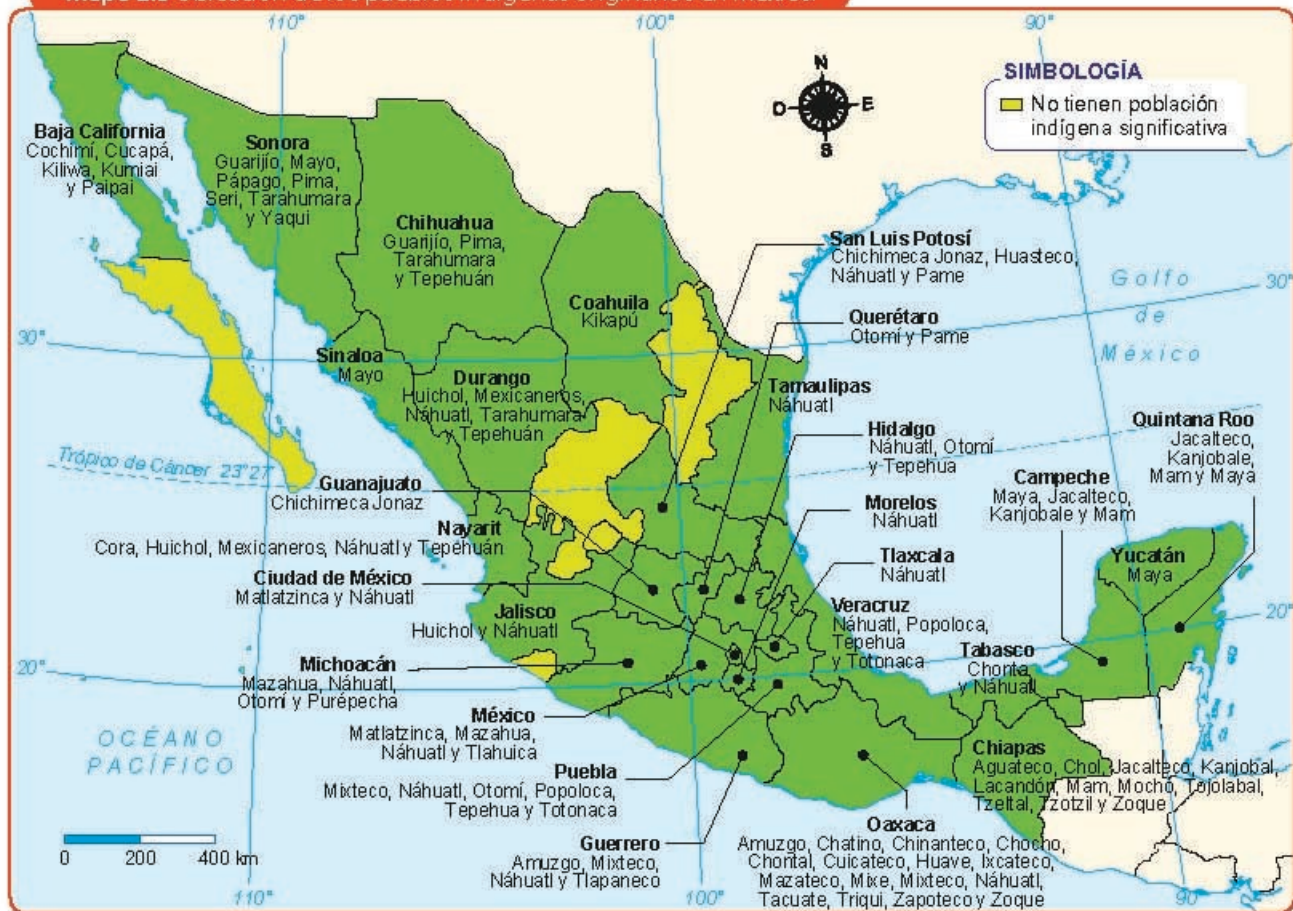 110°
100°
90°
N
O
E
S
SIMBOLOGÍA
No tienen población
indígena significativa
Baja California
Cochimí, Cucapá,
Kiliwa, Kumiai
y Paipai
Sonora
Guarijío, Mayo,
Pápago, Pima,
Seri, Tarahumara
y Yaqui
Chihuahua
Guarijío, Pima,
Tarahumara
y Tepehuán
Coahuila
Kikapú
San Luis Potosí
Chichimeca Jonaz, Huasteco,
Náhuatl y Pame
Golfo
de
México
30°
30°
Querétaro
Otomí y Pame
Sinaloa
Mayo
Durango
Huichol, Mexicaneros,
Náhuatl, Tarahumara
y Tepehuán
Tamaulipas
Náhuatl
Hidalgo
Náhuatl, Otomí
y Tepehua
Quintana Roo
Jacalteco,
Kanjobale,
Mam y Maya
Trópico de Cáncer 23°27'
Guanajuato
Chichimeca Jonaz
Campeche
Maya, Jacalteco,
Kanjobale y Mam
Morelos
Náhuatl
Nayarit
Cora, Huichol, Mexicaneros, Náhuatl y Tepehuán
Tlaxcala
Náhuatl
Yucatán
Maya
Ciudad de México
Matlatzinca y Náhuatl
Jalisco
Huichol y Náhuatl
Veracruz
Náhuatl, Popoloca,
Tepehua
y Totonaca
20°
20°
Tabasco
Chonta
y Náhuatl
Michoacán
Mazahua, Náhuatl,
Otomí y Purépecha
México
Matlatzinca, Mazahua,
Náhuatl y Tlahuica
OCÉANO
PACÍFICO
Chiapas
Aguateco, Chol, Jacalteco, Kanjobal,
Lacandón, Mam, Mochó, Tojolabal,
Tzeltal, Tzotzil y Zoque
Puebla
Mixteco, Náhuatl, Otomí, Popoloca,
Tepehua y Totonaca
Guerrero
Amuzgo, Mixteco,
Náhuatl y Tlapaneco
Oaxaca
Amuzgo, Chatino, Chinanteco, Chocho,
Chontal, Cuicateco, Huave, Ixcateco,
Mazateco, Mixe, Mixteco, Náhuatl,
Tacuate, Triqui, Zapoteco y Zoque
0 200 400 km
110°
100°
90°